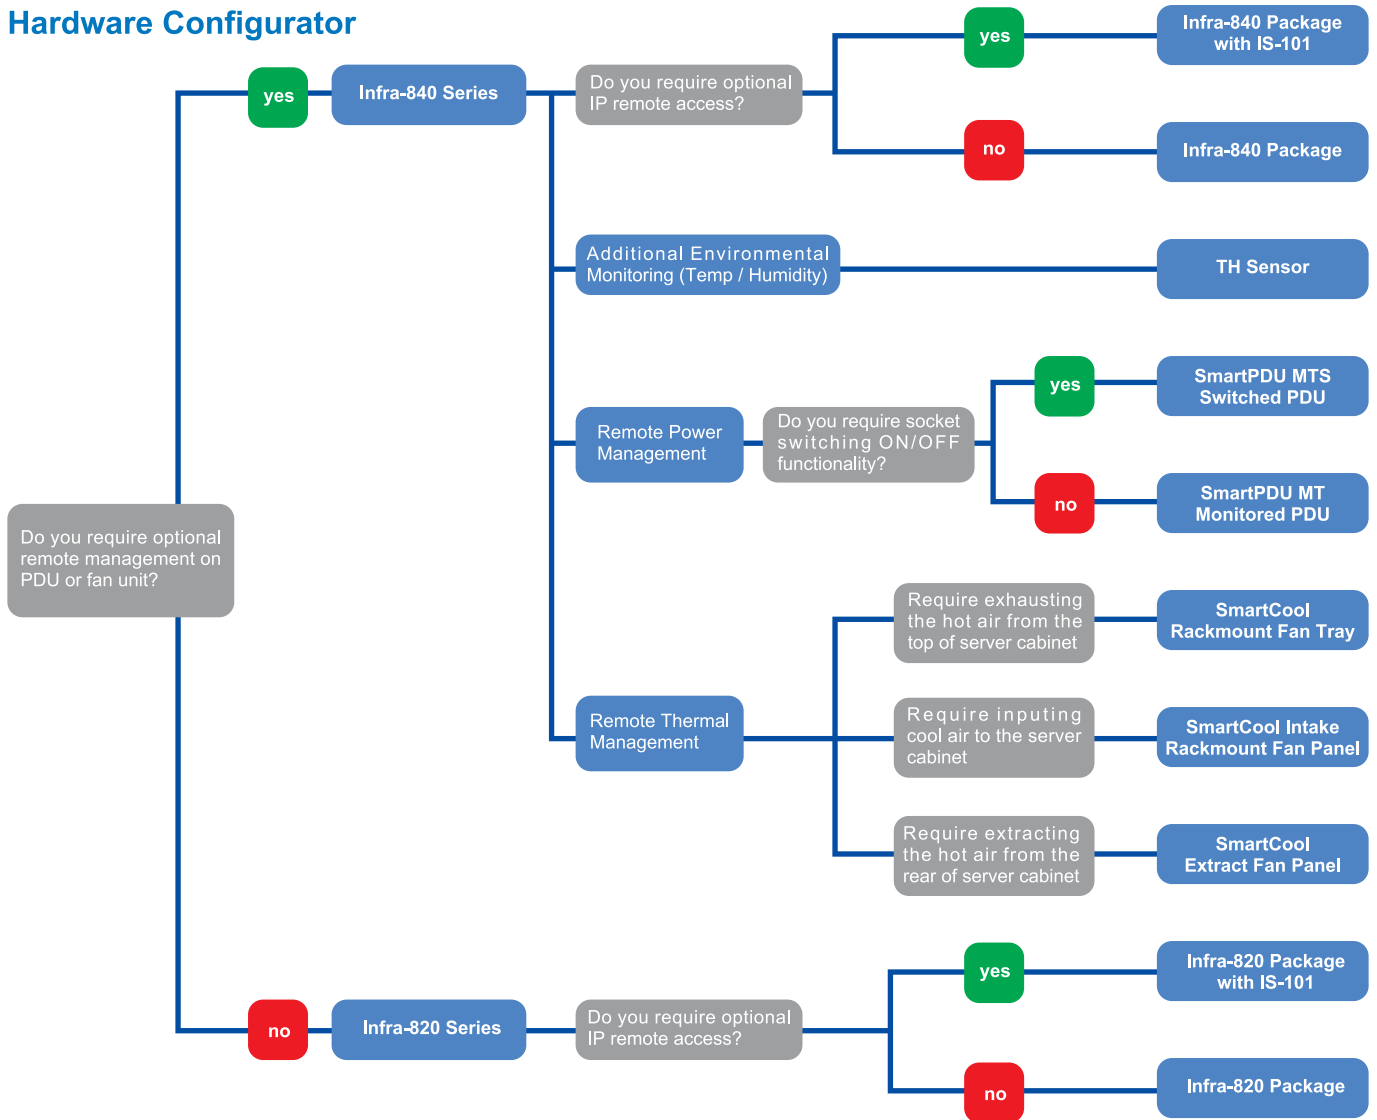 Hardware Configurator
Do you require optional
remote management on
PDU or fan unit?
yes
Infra-840 Series
Do you require optional
IP remote access?
yes
Infra-840 Package
with IS-101
no
Infra-840 Package
Additional Environmental
Monitoring (Temp / Humidity)
TH Sensor
Remote Power
Management
Do you require socket
switching ON/OFF
functionality?
yes
SmartPDU MTS
Switched PDU
no
SmartPDU MT
Monitored PDU
Remote Thermal
Management
Require exhausting
the hot air from the
top of server cabinet
SmartCool
Rackmount Fan Tray
Require inputing
cool air to the server
cabinet
SmartCool Intake
Rackmount Fan Panel
Require extracting
the hot air from the
rear of server cabinet
SmartCool
Extract Fan Panel
no
Infra-820 Series
Do you require optional
IP remote access?
yes
Infra-820 Package
with IS-101
no
Infra-820 Package